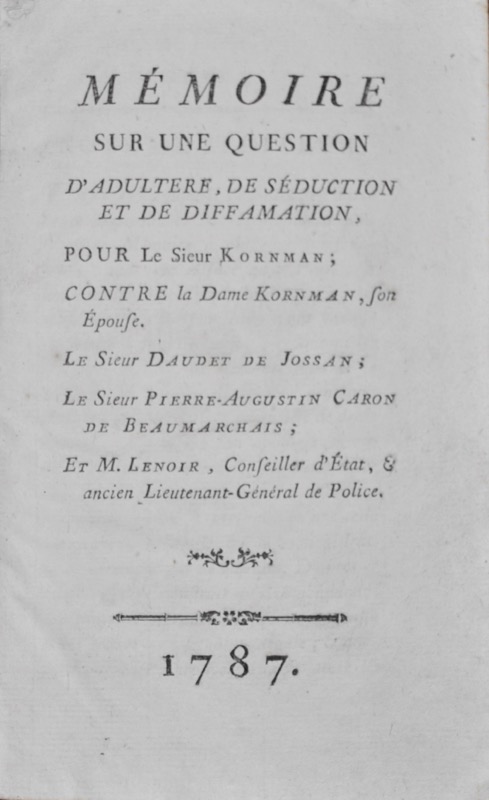 MÉMOIRE
SUR UNE QUESTION
D'ADULTERE, DE SÉDUCTION
ET DE DIFFAMATION,
POUR Le Sieur KORNMAN;
CONTRE la Dame KORNMAN, ſon
Épouſe.
LE Sieur DAUDET DE JOSSAN;
LE Sieur PIERRE-AUGUSTIN CARON
DE BEAUMARCHAIS;
ET M. LENOIR, Conſeiller d'État, &
ancien Lieutenant-Général de Police.
1787.